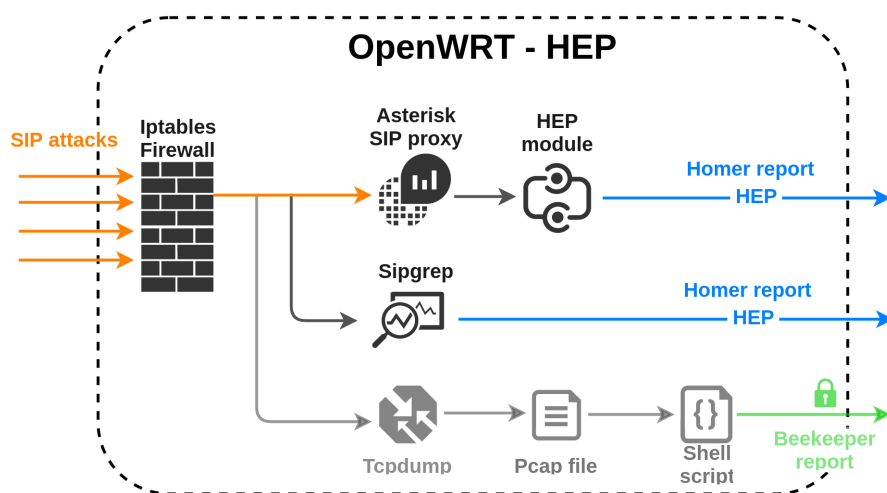 OpenWRT - HEP
SIP attacks
Iptables
Firewall
Asterisk
SIP proxy
HEP
module
Homer report
HEP
Sipgrep
Homer report
HEP
{}
Tcpdump
Pcap file
Shell
script
Beekeeper
report